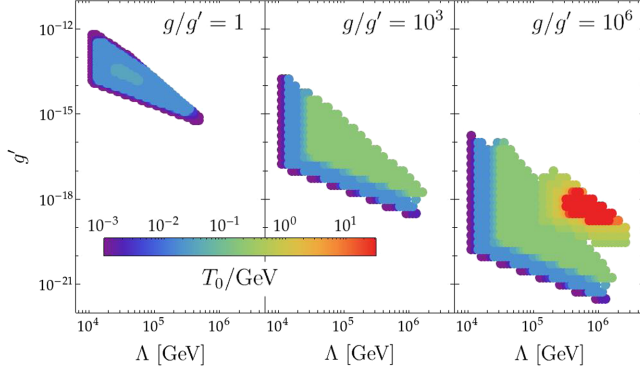 g/g′ = 1
g/g′ = 10³
g/g′ = 10⁶
10⁻¹²
10⁻¹⁵
10⁻¹⁸
10⁻²¹
g′
10⁻³ 10⁻² 10⁻¹ 10⁰ 10¹
T₀/GeV
10⁴ 10⁵ 10⁶ 10⁴ 10⁵ 10⁶ 10⁴ 10⁵ 10⁶
Λ [GeV] Λ [GeV] Λ [GeV]